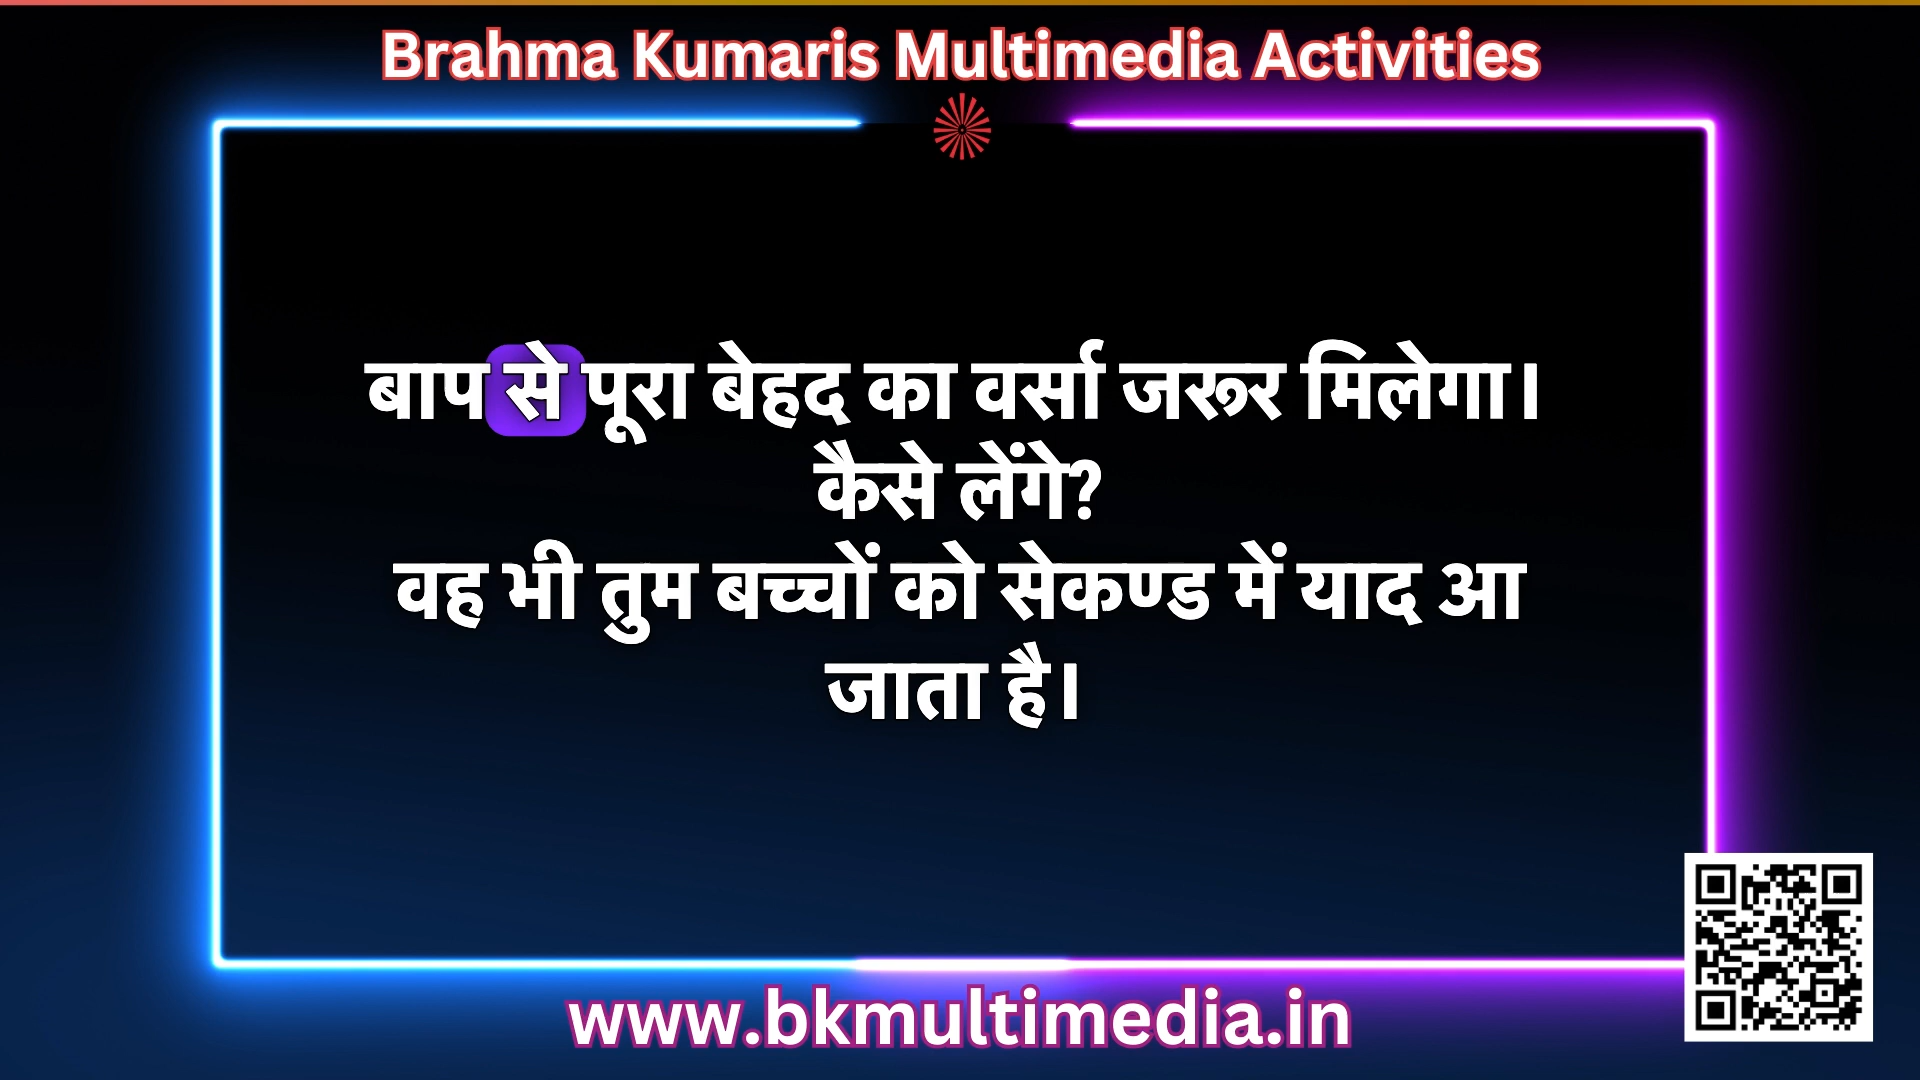 Brahma Kumaris Multimedia Activities
बाप से पूरा बेहद का वर्सा जरूर मिलेगा।
कैसे लेंगे?
वह भी तुम बच्चों को सेकण्ड में याद आ
जाता है।
www.bkmultimedia.in